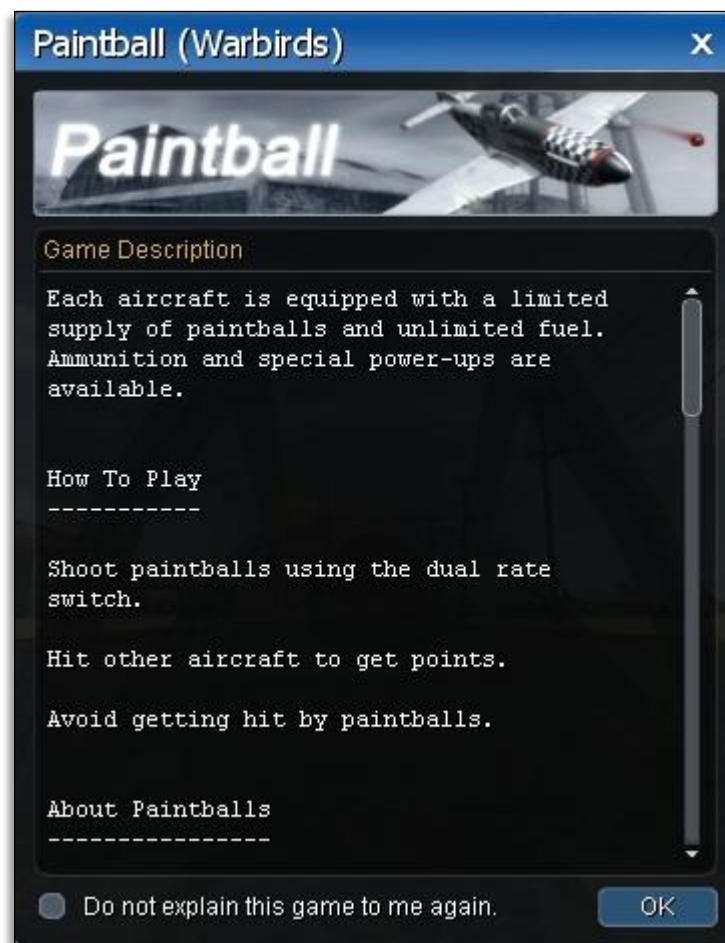 Paintball (Warbirds)
x
Paintball
Game Description
Each aircraft is equipped with a limited
supply of paintballs and unlimited fuel.
Ammunition and special power-ups are
available.
How To Play
-----------
Shoot paintballs using the dual rate
switch.
Hit other aircraft to get points.
Avoid getting hit by paintballs.
About Paintballs
----------------
Do not explain this game to me again.
OK